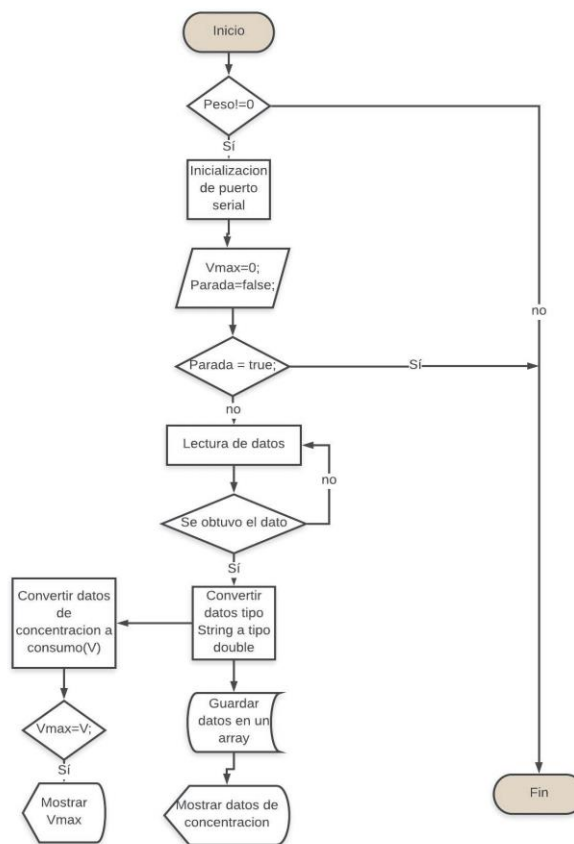 Inicio
Peso!=0
Sí
Inicializacion
de puerto
serial
Vmax=0;
Parada=false;
no
Parada = true;
Sí
no
Lectura de datos
no
Se obtuvo el dato
Sí
Convertir datos
de
concentracion a
consumo(V)
Convertir
datos tipo
String a tipo
double
Vmax=V;
Guardar
datos en un
array
Sí
Mostrar
Vmax
Mostrar datos de
concentracion
Fin